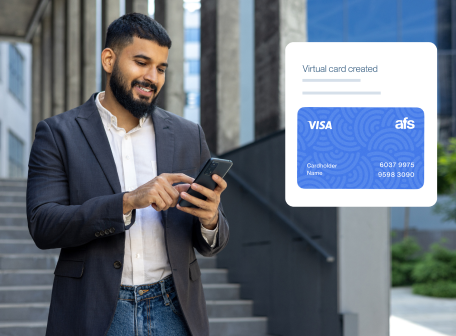 Virtual card created
VISA
afs
Cardholder
Name
6037 9975
9598 3090